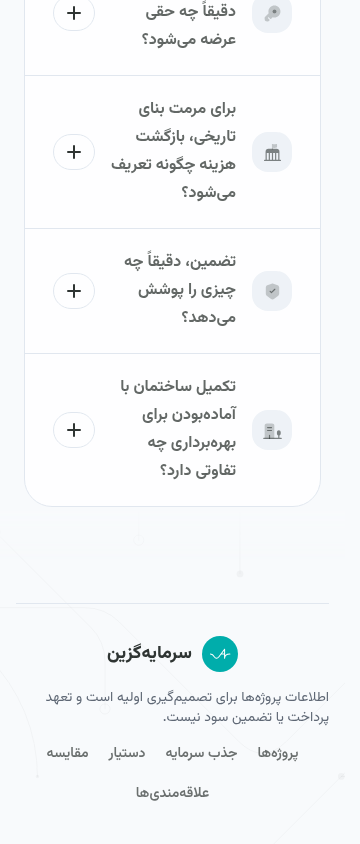 دقیقاً چه حقی
عرضه می‌شود؟
برای مرمت بنای
تاریخی، بازگشت
هزینه چگونه تعریف
می‌شود؟
تضمین، دقیقاً چه
چیزی را پوشش
می‌دهد؟
تکمیل ساختمان با
آماده‌بودن برای
بهره‌برداری چه
تفاوتی دارد؟
سرمایه‌گزین
اطلاعات پروژه‌ها برای تصمیم‌گیری اولیه است و تعهد
پرداخت یا تضمین سود نیست.
پروژه‌ها جذب سرمایه دستیار مقایسه
علاقه‌مندی‌ها